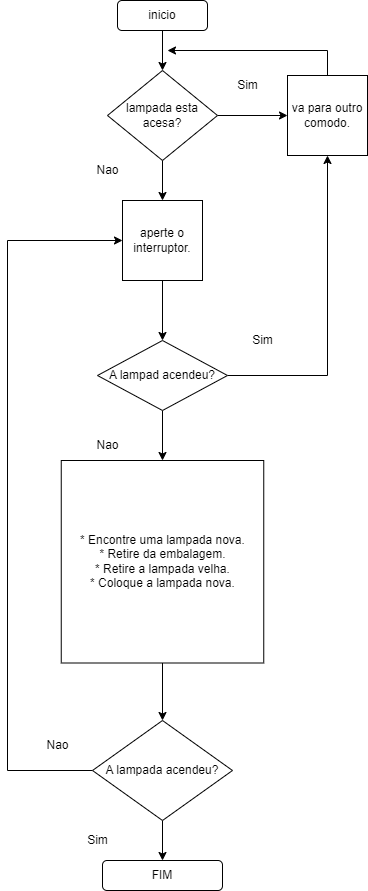 inicio
Sim
lampada esta
acesa?
va para outro
comodo.
Nao
aperte o
interruptor.
Sim
A lampad acendeu?
Nao
* Encontre uma lampada nova.
* Retire da embalagem.
* Retire a lampada velha.
* Coloque a lampada nova.
Nao
A lampada acendeu?
Sim
FIM